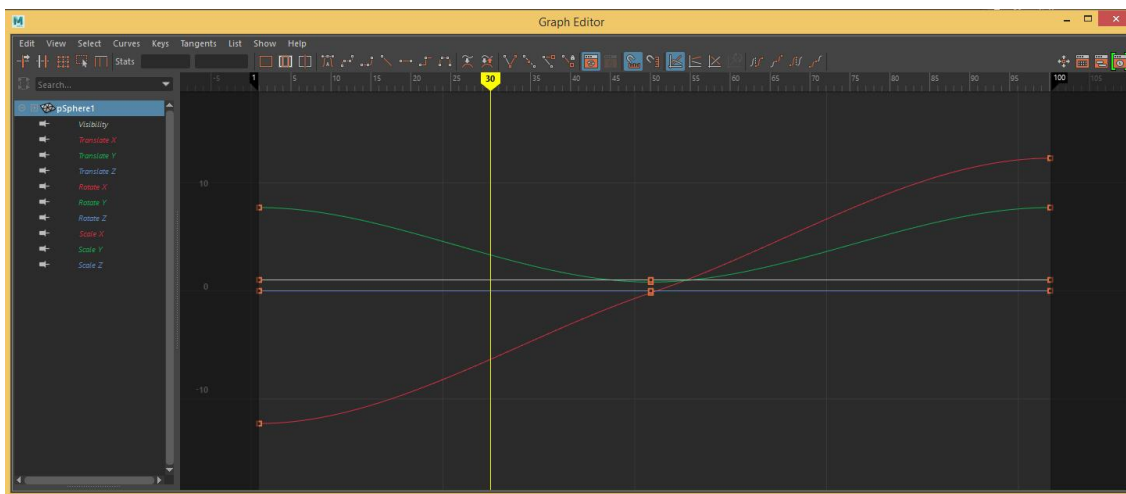 Graph Editor
Edit View Select Curves Keys Tangents List Show Help
Stats
Search...
-5 1 5 10 15 20 25 30 35 40 45 50 55 60 65 70 75 80 85 90 95 100 105
pSphere1
Visibility
Translate X
Translate Y
Translate Z
Rotate X
Rotate Y
Rotate Z
Scale X
Scale Y
Scale Z
10
0
-10